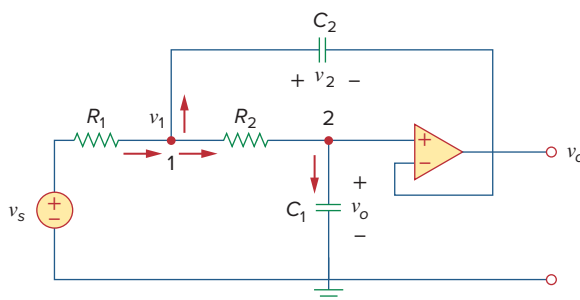 C₂
+ v₂ −
R₁
v₁
R₂
2
1
+
−
vₒ
vₛ
+
−
C₁
+
vₒ
−